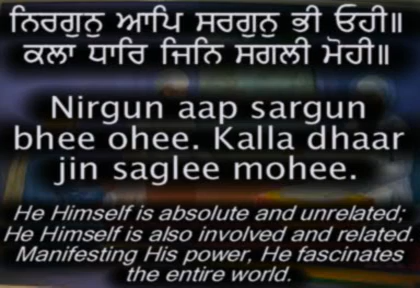 ਨਿਰਗੁਨੁ ਆਪਿ ਸਰਗੁਨੁ ਭੀ ਓਹੀ॥
ਕਲਾ ਧਾਰਿ ਜਿਨਿ ਸਗਲੀ ਮੋਹੀ॥
Nirgun aap sargun
bhee ohee. Kalla dhaar
jin saglee mohee.
He Himself is absolute and unrelated;
He Himself is also involved and related.
Manifesting His power, He fascinates
the entire world.